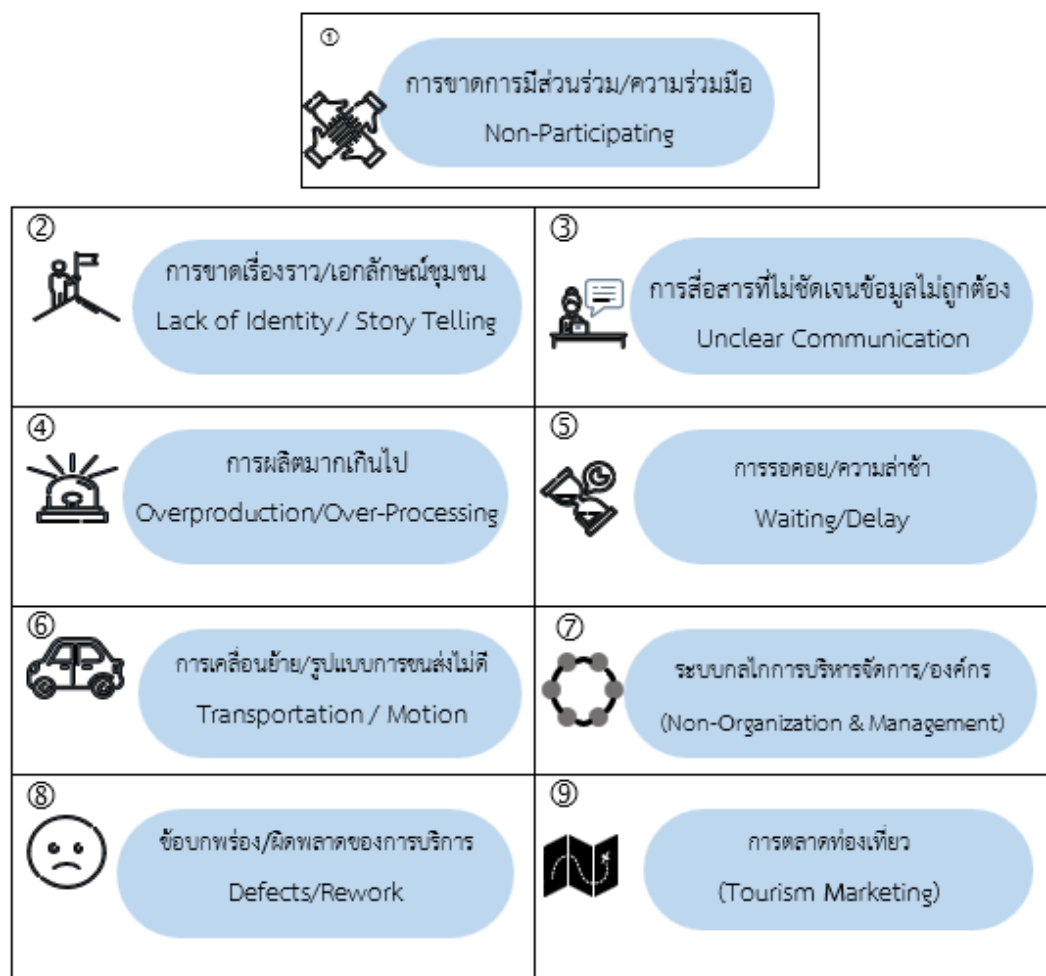 ①
การขาดการมีส่วนร่วม/ความร่วมมือ
Non-Participating
②
การขาดเรื่องราว/เอกลักษณ์ชุมชน
Lack of Identity / Story Telling
③
การสื่อสารที่ไม่ชัดเจนข้อมูลไม่ถูกต้อง
Unclear Communication
④
การผลิตมากเกินไป
Overproduction/Over-Processing
⑤
การรอคอย/ความล่าช้า
Waiting/Delay
⑥
การเคลื่อนย้าย/รูปแบบการขนส่งไม่ดี
Transportation / Motion
⑦
ระบบกลไกการบริหารจัดการ/องค์กร
(Non-Organization & Management)
⑧
ข้อบกพร่อง/ผิดพลาดของการบริการ
Defects/Rework
⑨
การตลาดท่องเที่ยว
(Tourism Marketing)